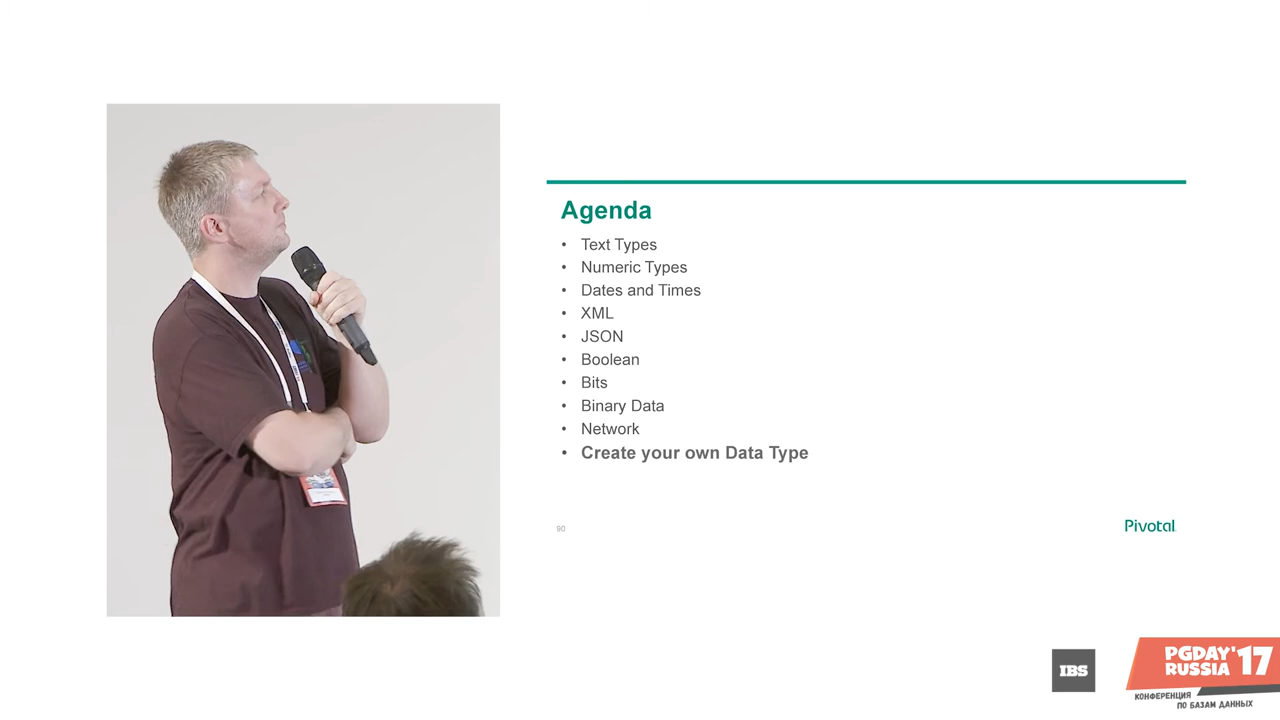 Agenda
• Text Types
• Numeric Types
• Dates and Times
• XML
• JSON
• Boolean
• Bits
• Binary Data
• Network
• Create your own Data Type
90
Pivotal
IBS
PGDAY'17
RUSSIA
КОНФЕРЕНЦИЯ
ПО БАЗАМ ДАННЫХ